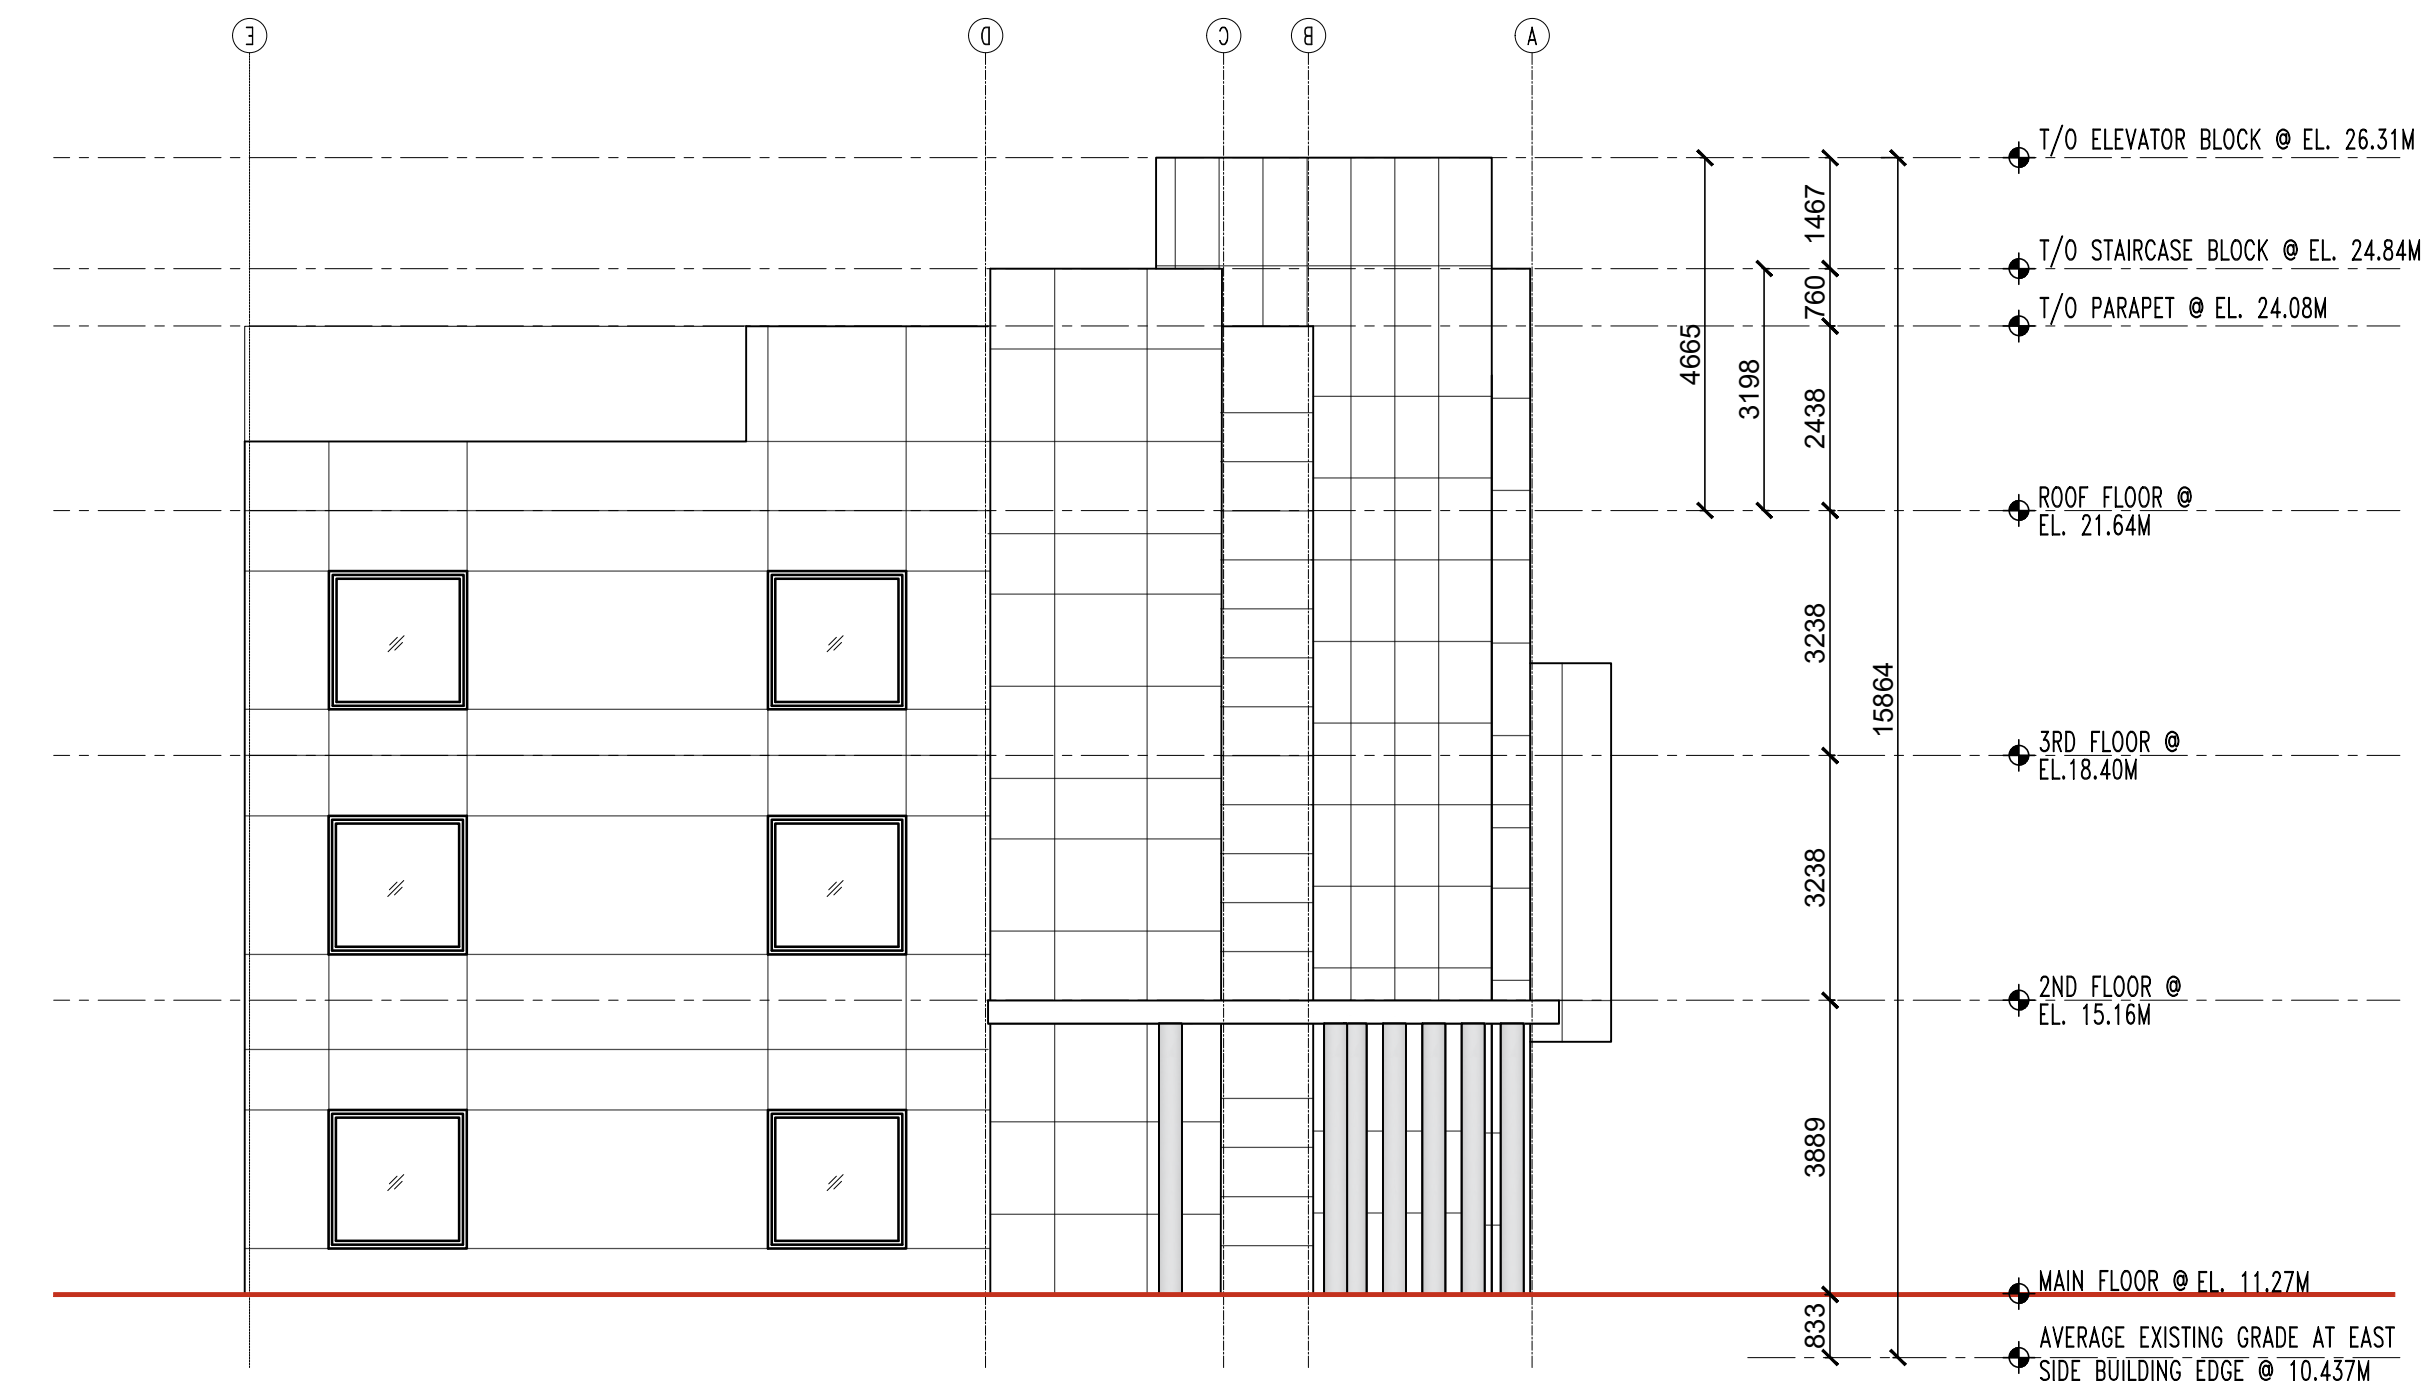 E
D
C
B
A
T/O ELEVATOR BLOCK @ EL. 26.31M
1467
T/O STAIRCASE BLOCK @ EL. 24.84M
760
T/O PARAPET @ EL. 24.08M
4665
3198
2438
ROOF FLOOR @
EL. 21.64M
3238
15864
3RD FLOOR @
EL.18.40M
3238
2ND FLOOR @
EL. 15.16M
3889
MAIN FLOOR @ EL. 11.27M
833
AVERAGE EXISTING GRADE AT EAST
SIDE BUILDING EDGE @ 10.437M